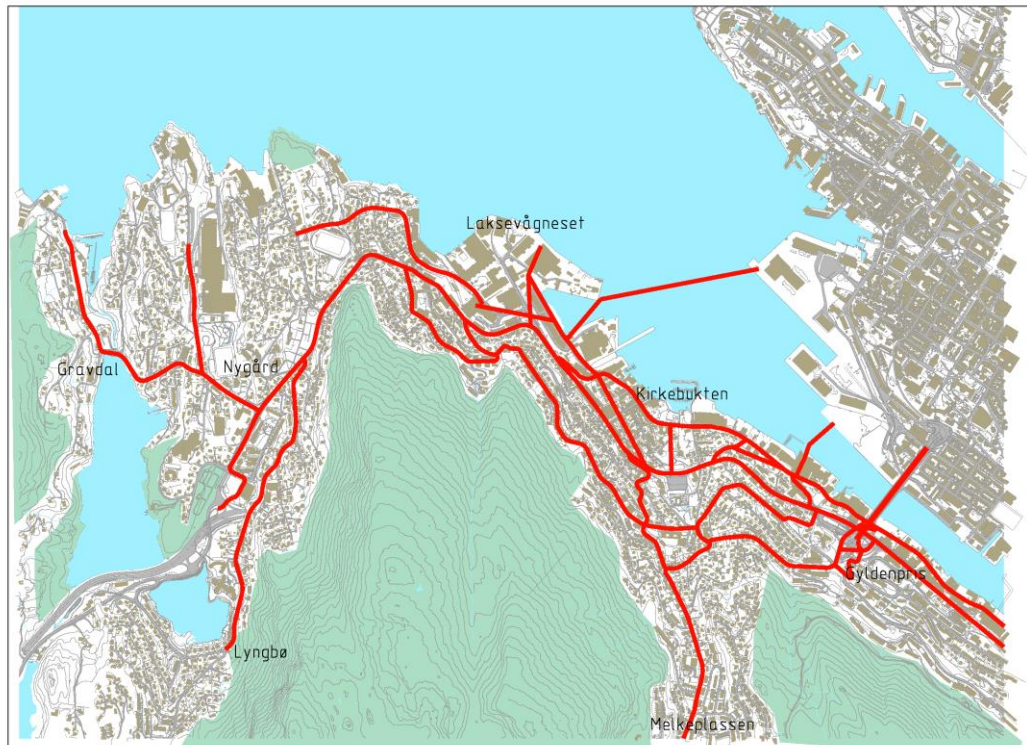 Laksevågneset
Gravdal
Nygård
Kirkebukten
Gyldenpris
Lyngbø
Melkeplassen